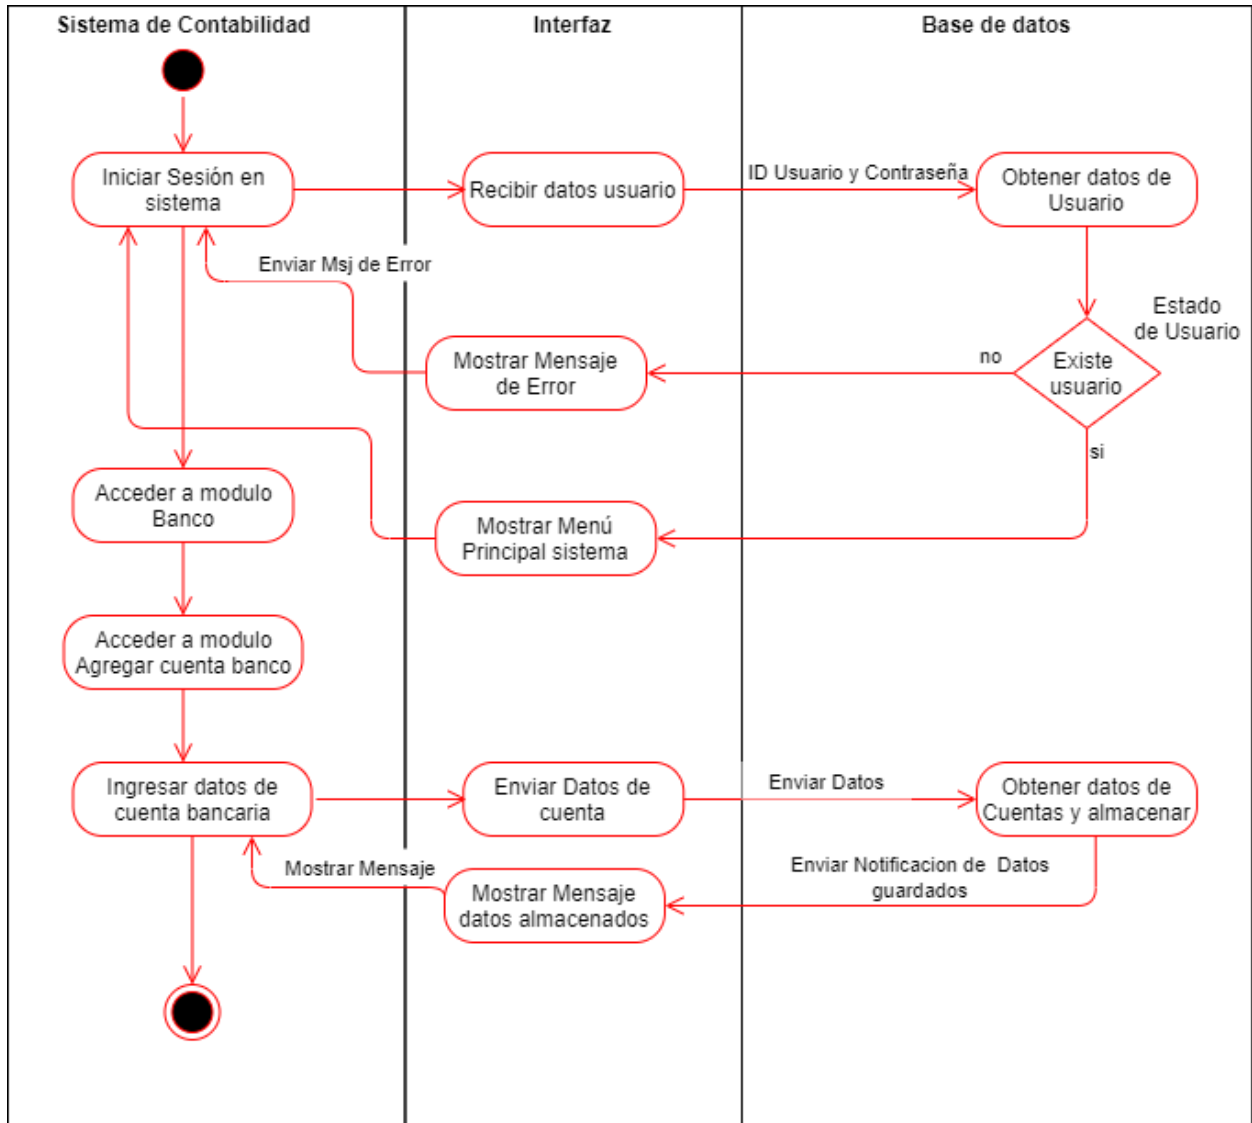 Sistema de Contabilidad
Interfaz
Base de datos
Iniciar Sesión en
sistema
Recibir datos usuario
ID Usuario y Contraseña
Obtener datos de
Usuario
Enviar Msj de Error
Estado
de Usuario
Mostrar Mensaje
de Error
no
Existe
usuario
si
Acceder a modulo
Banco
Mostrar Menú
Principal sistema
Acceder a modulo
Agregar cuenta banco
Ingresar datos de
cuenta bancaria
Enviar Datos de
cuenta
Enviar Datos
Obtener datos de
Cuentas y almacenar
Mostrar Mensaje
Mostrar Mensaje
datos almacenados
Enviar Notificacion de Datos
guardados